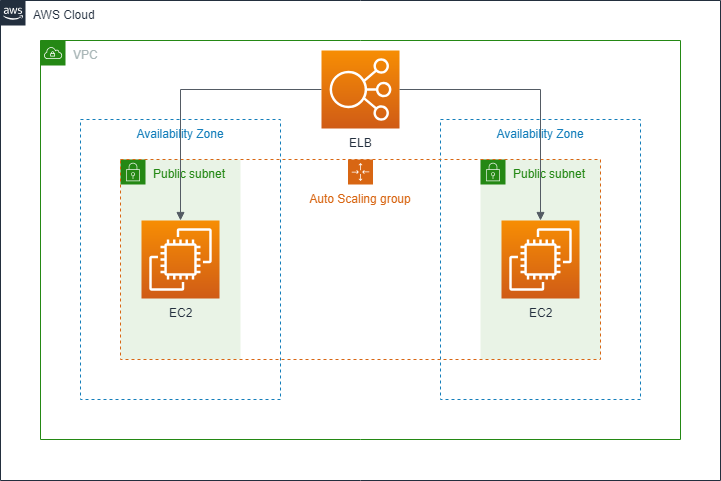 aws
AWS Cloud
VPC
ELB
Availability Zone
Availability Zone
Public subnet
Auto Scaling group
Public subnet
EC2
EC2